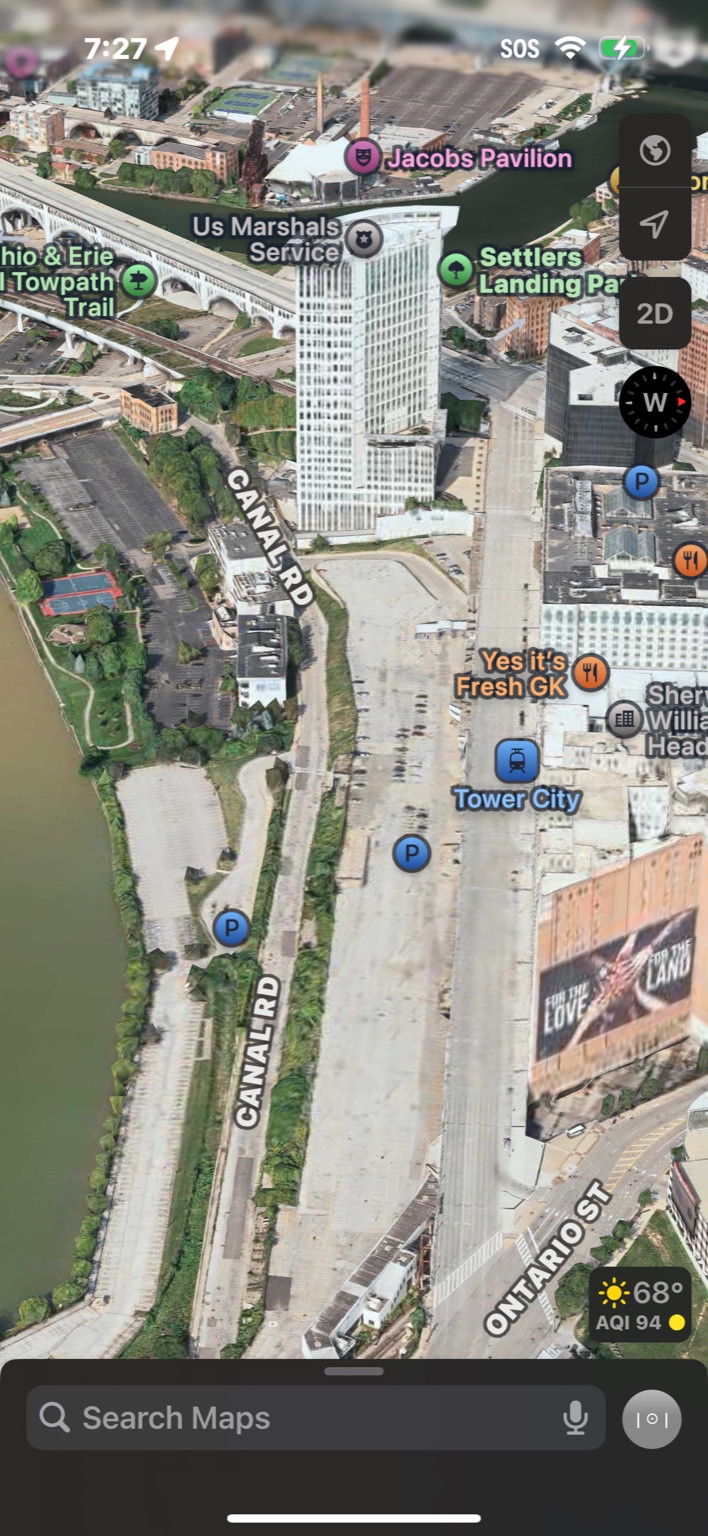 7:27
SOS
Jacobs Pavilion
Us Marshals
Service
hio & Erie
l Towpath
Trail
Settlers
Landing Pa
2D
W
P
CANAL RD
Yes it's
Fresh GK
Sher
Willia
Head
Tower City
P
P
FOR THE
LOVE
FOR THE
LAND
CANAL RD
ONTARIO ST
68°
AQI 94
Search Maps